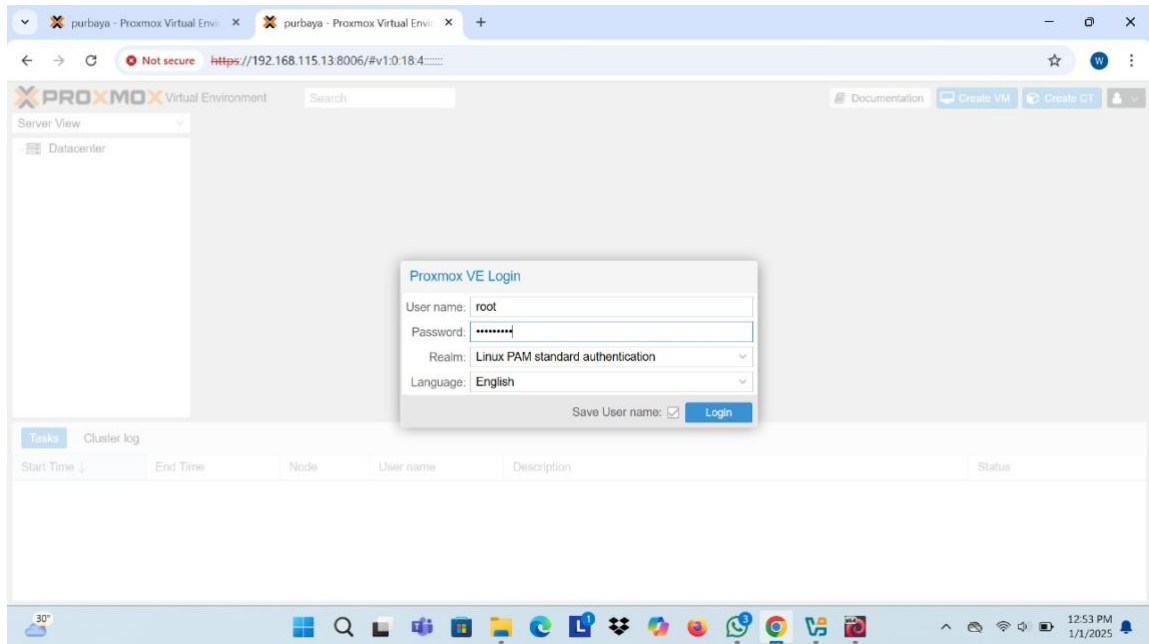 purbaya - Proxmox Virtual Envi
purbaya - Proxmox Virtual Envi
Not secure https://192.168.115.13:8006/#v1:0:18:4:::::::
W
PROXMOX Virtual Environment Search Documentation Create VM Create CT
Server View
Datacenter
Proxmox VE Login
User name: root
Password: •••••••••
Realm: Linux PAM standard authentication
Language: English
Save User name: Login
Tasks Cluster log
Start Time End Time Node User name Description Status
30°
12:53 PM
1/1/2025